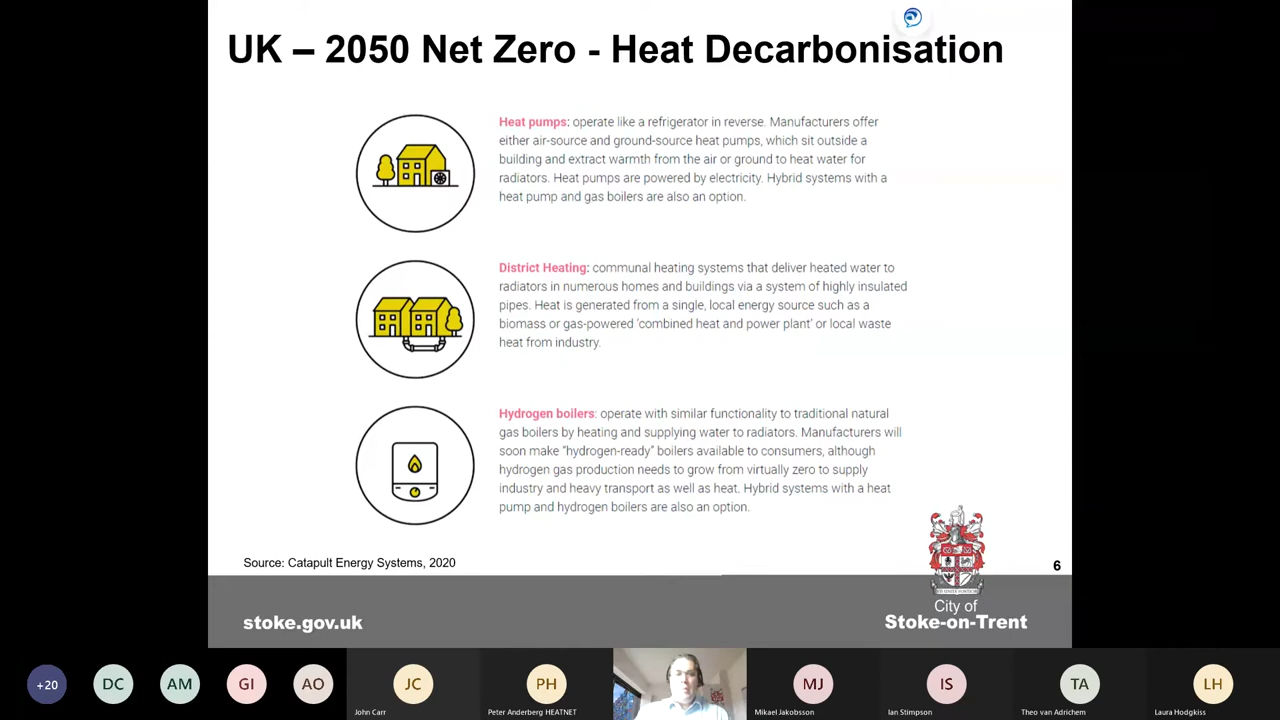 UK – 2050 Net Zero - Heat Decarbonisation
Heat pumps: operate like a refrigerator in reverse. Manufacturers offer
either air-source and ground-source heat pumps, which sit outside a
building and extract warmth from the air or ground to heat water for
radiators. Heat pumps are powered by electricity. Hybrid systems with a
heat pump and gas boilers are also an option.
District Heating: communal heating systems that deliver heated water to
radiators in numerous homes and buildings via a system of highly insulated
pipes. Heat is generated from a single, local energy source such as a
biomass or gas-powered ‘combined heat and power plant’ or local waste
heat from industry.
Hydrogen boilers: operate with similar functionality to traditional natural
gas boilers by heating and supplying water to radiators. Manufacturers will
soon make “hydrogen-ready” boilers available to consumers, although
hydrogen gas production needs to grow from virtually zero to supply
industry and heavy transport as well as heat. Hybrid systems with a heat
pump and hydrogen boilers are also an option.
Source: Catapult Energy Systems, 2020
6
stoke.gov.uk
City of
Stoke-on-Trent
+20
DC
AM
GI
AO
JC
PH
MJ
IS
TA
LH
John Carr
Peter Anderberg HEATNET
Mikael Jakobsson
Ian Stimpson
Theo van Adrichem
Laura Hodgkiss